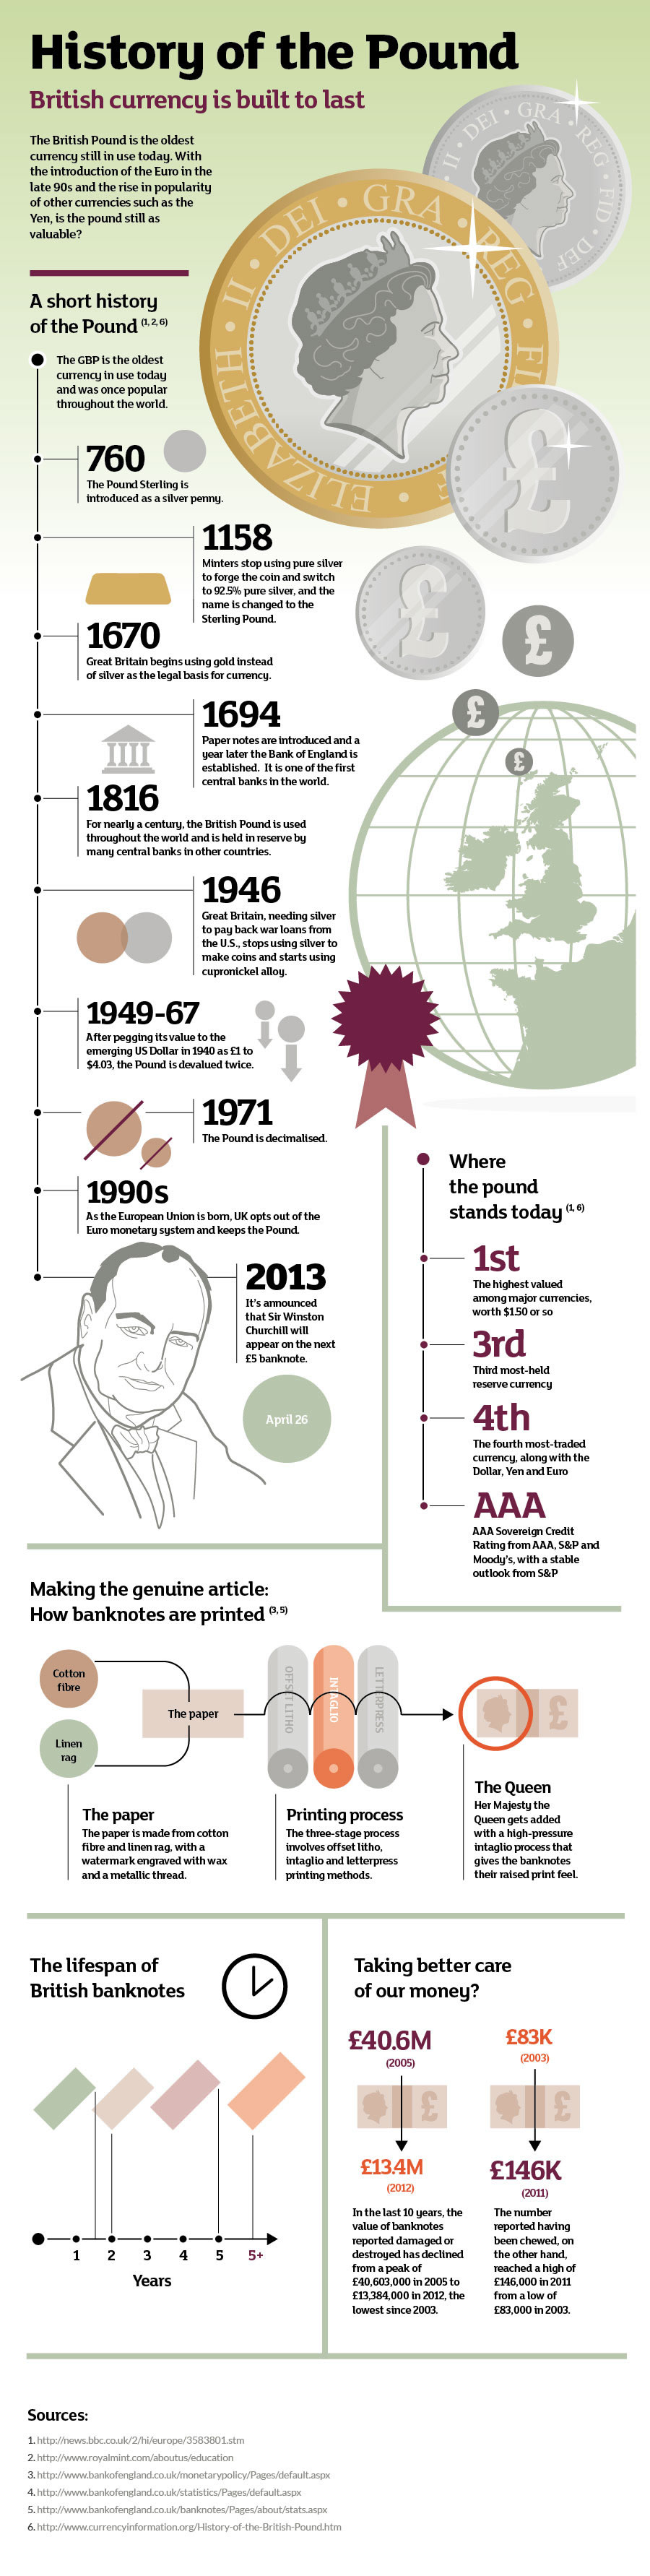 History of the Pound
British currency is built to last
The British Pound is the oldest
currency still in use today. With
the introduction of the Euro in the
late 90s and the rise in popularity
of other currencies such as the
Yen, is the pound still as
valuable?
II • DEI • GRA • REG • FID • DEF
ELIZABETH • II • DEI • GRA • REG • FI
£
£
£
£
£
A short history
of the Pound (1, 2, 6)
The GBP is the oldest
currency in use today
and was once popular
throughout the world.
760
The Pound Sterling is
introduced as a silver penny.
1158
Minters stop using pure silver
to forge the coin and switch
to 92.5% pure silver, and the
name is changed to the
Sterling Pound.
1670
Great Britain begins using gold instead
of silver as the legal basis for currency.
1694
Paper notes are introduced and a
year later the Bank of England is
established. It is one of the first
central banks in the world.
1816
For nearly a century, the British Pound is used
throughout the world and is held in reserve by
many central banks in other countries.
1946
Great Britain, needing silver
to pay back war loans from
the U.S., stops using silver to
make coins and starts using
cupronickel alloy.
1949-67
After pegging its value to the
emerging US Dollar in 1940 as £1 to
$4.03, the Pound is devalued twice.
1971
The Pound is decimalised.
1990s
As the European Union is born, UK opts out of the
Euro monetary system and keeps the Pound.
2013
It's announced
that Sir Winston
Churchill will
appear on the next
£5 banknote.
April 26
Where
the pound
stands today (1, 6)
1st
The highest valued
among major currencies,
worth $1.50 or so
3rd
Third most-held
reserve currency
4th
The fourth most-traded
currency, along with the
Dollar, Yen and Euro
AAA
AAA Sovereign Credit
Rating from AAA, S&P and
Moody's, with a stable
outlook from S&P
Making the genuine article:
How banknotes are printed (3, 5)
Cotton
fibre
Linen
rag
The paper
OFFSET LITHO
INTAGLIO
LETTERPRESS
£
The paper
The paper is made from cotton
fibre and linen rag, with a
watermark engraved with wax
and a metallic thread.
Printing process
The three-stage process
involves offset litho,
intaglio and letterpress
printing methods.
The Queen
Her Majesty the
Queen gets added
with a high-pressure
intaglio process that
gives the banknotes
their raised print feel.
The lifespan of
British banknotes
1 2 3 4 5 5+
Years
Taking better care
of our money?
£40.6M
(2005)
£
£13.4M
(2012)
In the last 10 years, the
value of banknotes
reported damaged or
destroyed has declined
from a peak of
£40,603,000 in 2005 to
£13,384,000 in 2012, the
lowest since 2003.
£83K
(2003)
£
£146K
(2011)
The number
reported having
been chewed, on
the other hand,
reached a high of
£146,000 in 2011
from a low of
£83,000 in 2003.
Sources:
1. http://news.bbc.co.uk/2/hi/europe/3583801.stm
2. http://www.royalmint.com/aboutus/education
3. http://www.bankofengland.co.uk/monetarypolicy/Pages/default.aspx
4. http://www.bankofengland.co.uk/statistics/Pages/default.aspx
5. http://www.bankofengland.co.uk/banknotes/Pages/about/stats.aspx
6. http://www.currencyinformation.org/History-of-the-British-Pound.htm